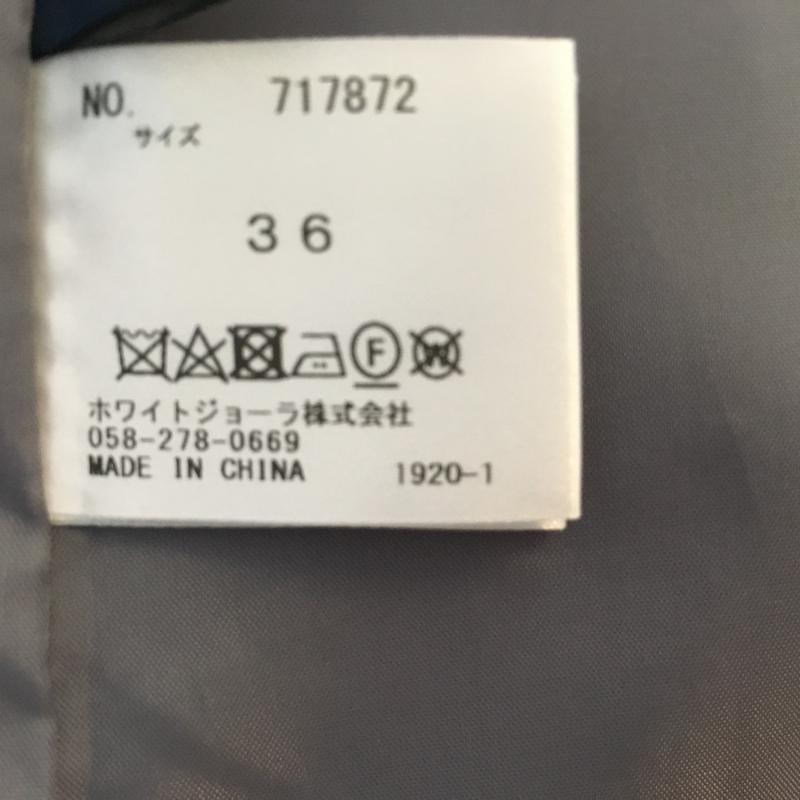 NO. 717872
サイズ
36
F W
ホワイトジョーラ株式会社
058-278-0669
MADE IN CHINA 1920-1